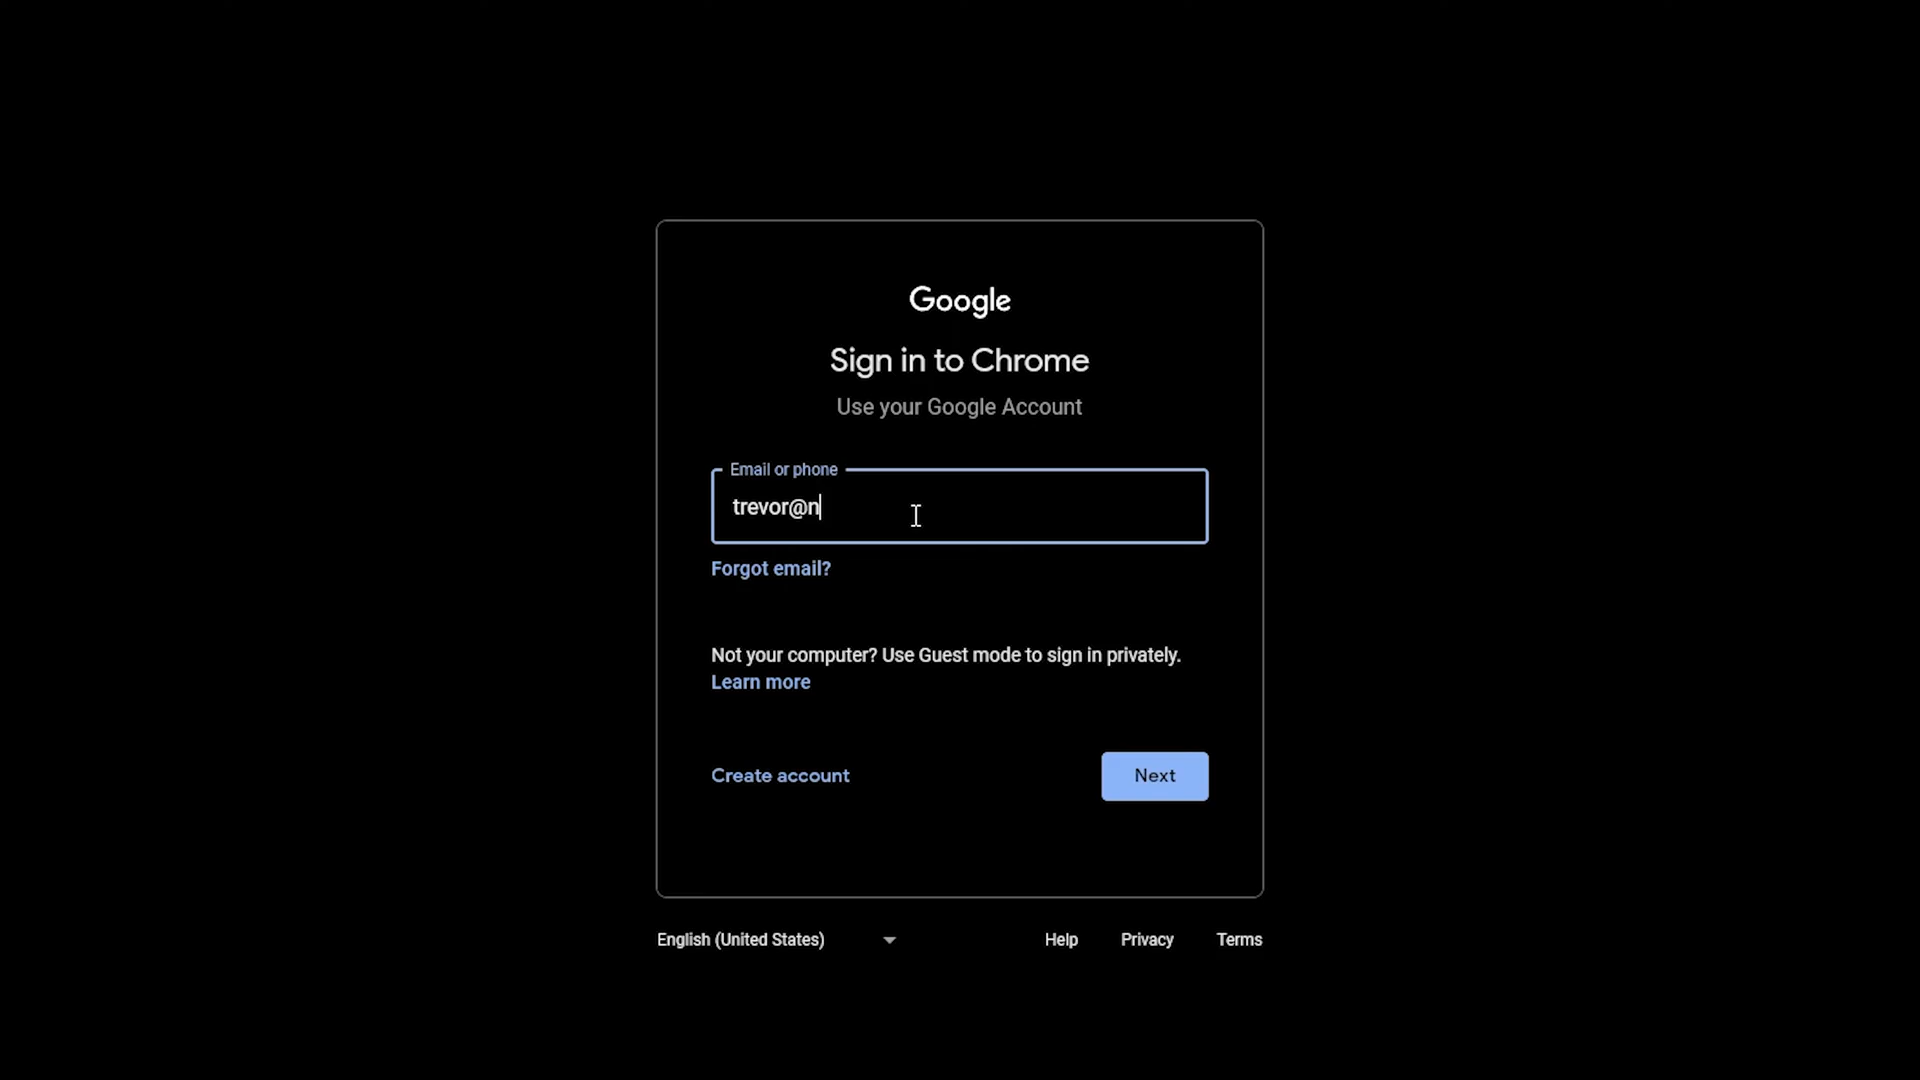 Google
Sign in to Chrome
Use your Google Account
Email or phone
trevor@n
Forgot email?
Not your computer? Use Guest mode to sign in privately.
Learn more
Create account
Next
English (United States)
Help
Privacy
Terms